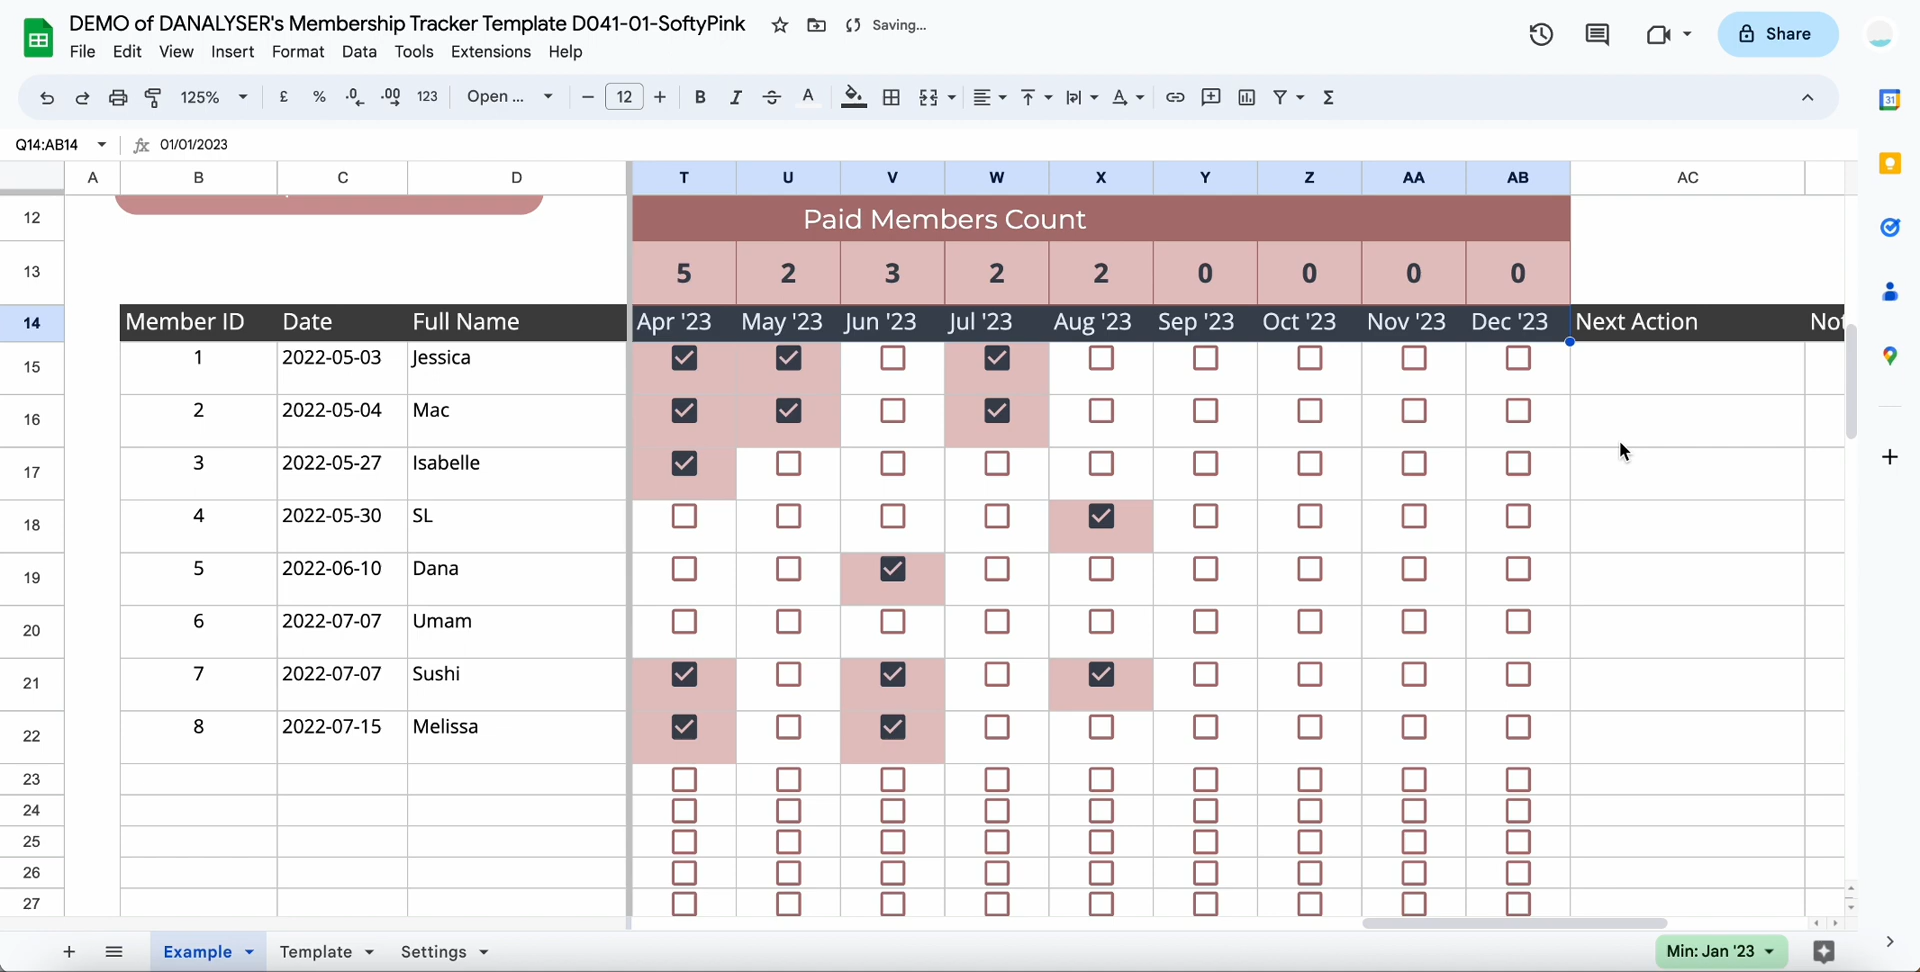 DEMO of DANALYSER's Membership Tracker Template D041-01-SoftyPink Saving...
File Edit View Insert Format Data Tools Extensions Help
Share
125% £ % .0 .00 123 Open ... 12 B I S A
Q14:AB14 fx 01/01/2023
A B C D T U V W X Y Z AA AB AC
12 Paid Members Count
13 5 2 3 2 2 0 0 0 0
14 Member ID Date Full Name Apr '23 May '23 Jun '23 Jul '23 Aug '23 Sep '23 Oct '23 Nov '23 Dec '23 Next Action Not
15 1 2022-05-03 Jessica
16 2 2022-05-04 Mac
17 3 2022-05-27 Isabelle
18 4 2022-05-30 SL
19 5 2022-06-10 Dana
20 6 2022-07-07 Umam
21 7 2022-07-07 Sushi
22 8 2022-07-15 Melissa
23
24
25
26
27
Example Template Settings Min: Jan '23
31